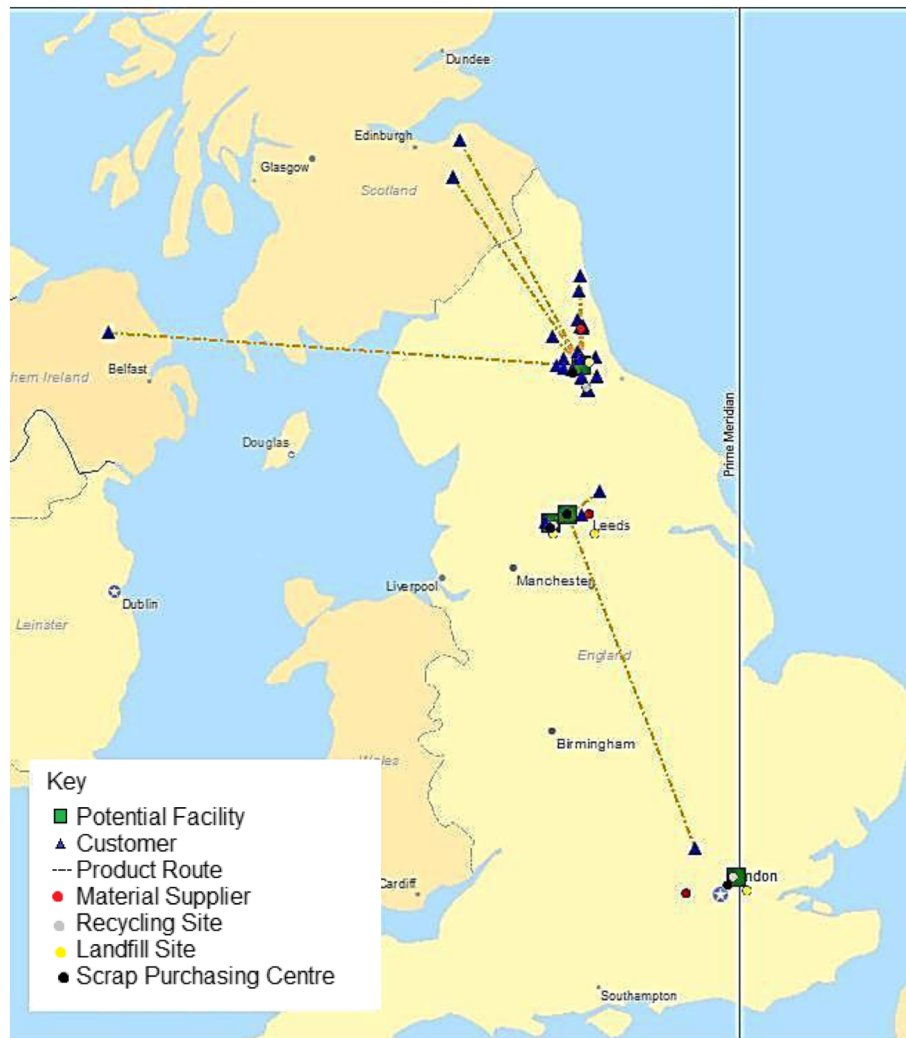 Dundee
Edinburgh
Glasgow
Scotland
Belfast
hern Ireland
Douglas
Prime Meridian
Leeds
Liverpool
Manchester
Dublin
Leinster
England
Birmingham
Wales
Key
Potential Facility
Customer
Product Route
Material Supplier
Recycling Site
Landfill Site
Scrap Purchasing Centre
Cardiff
ndon
Southampton